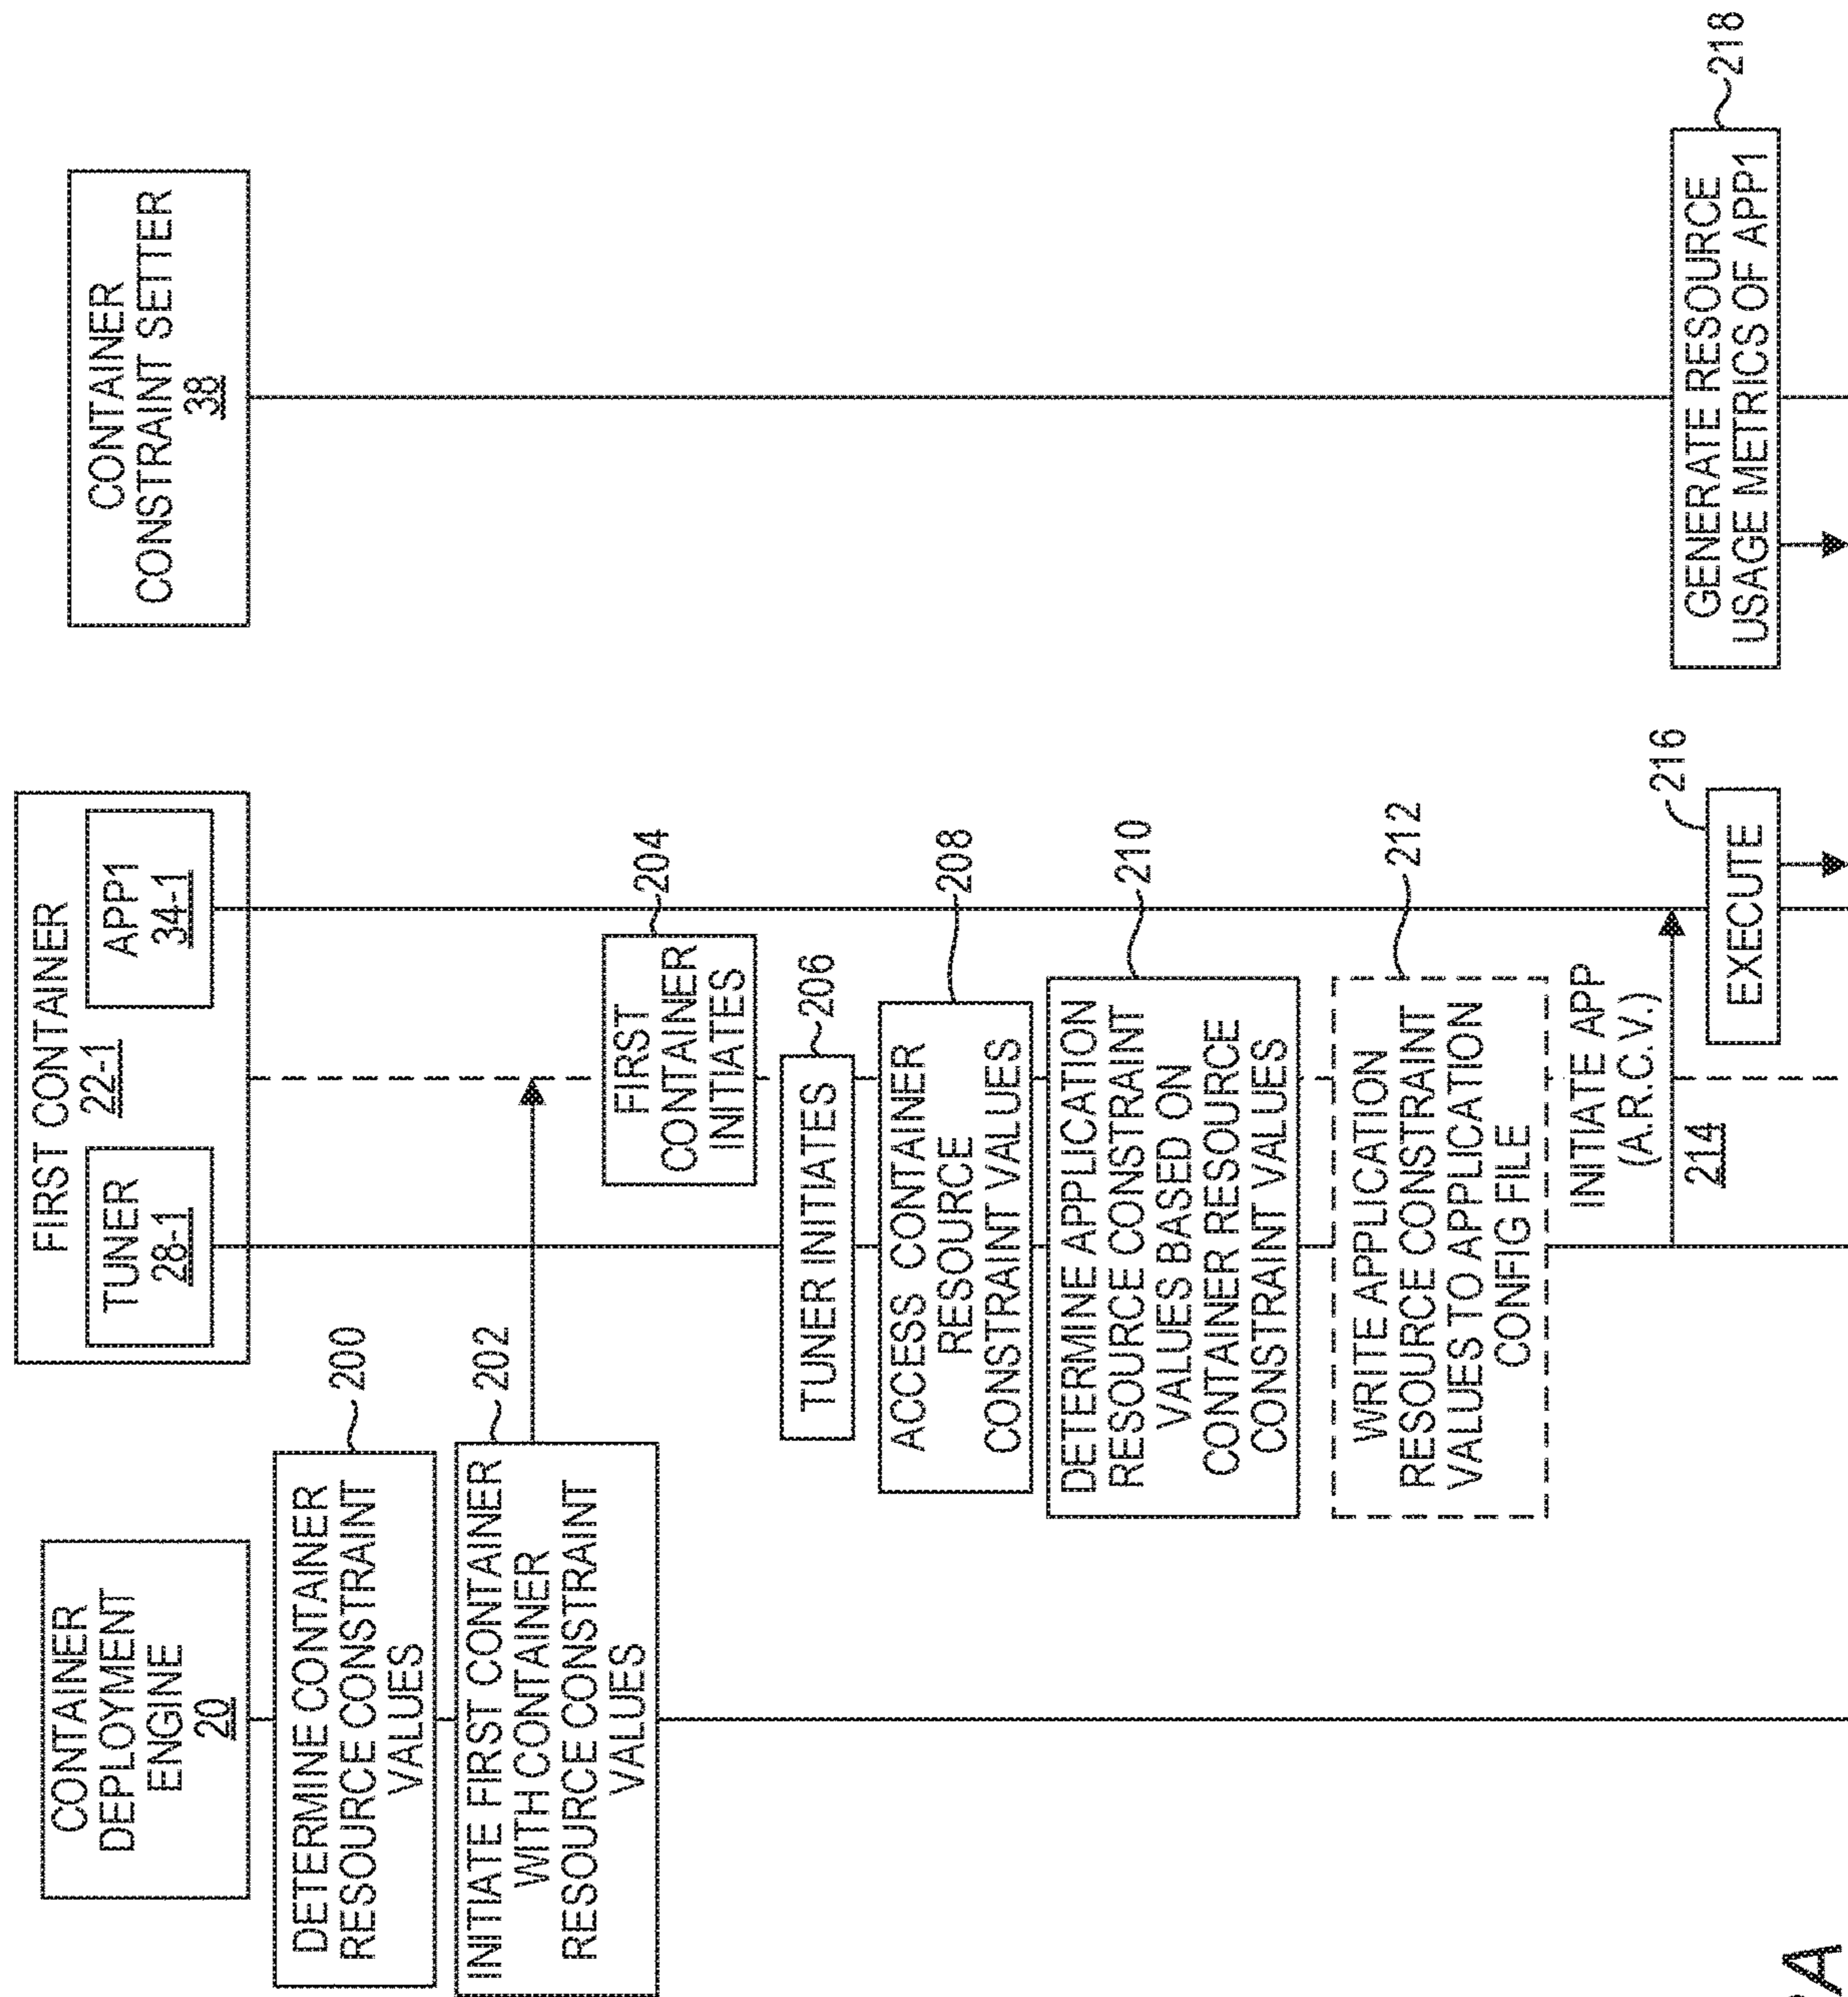 CONTAINER
DEPLOYMENT
ENGINE
20
FIRST CONTAINER
22-1
TUNER
28-1
APP1
34-1
CONTAINER
CONSTRAINT SETTER
38
DETERMINE CONTAINER
RESOURCE CONSTRAINT
VALUES
200
INITIATE FIRST CONTAINER
WITH CONTAINER
RESOURCE CONSTRAINT
VALUES
202
FIRST
CONTAINER
INITIATES
204
TUNER INITIATES
206
ACCESS CONTAINER
RESOURCE
CONSTRAINT VALUES
208
DETERMINE APPLICATION
RESOURCE CONSTRAINT
VALUES BASED ON
CONTAINER RESOURCE
CONSTRAINT VALUES
210
WRITE APPLICATION
RESOURCE CONSTRAINT
VALUES TO APPLICATION
CONFIG FILE
212
INITIATE APP
(A.R.C.V.)
214
EXECUTE
216
GENERATE RESOURCE
USAGE METRICS OF APP1
218